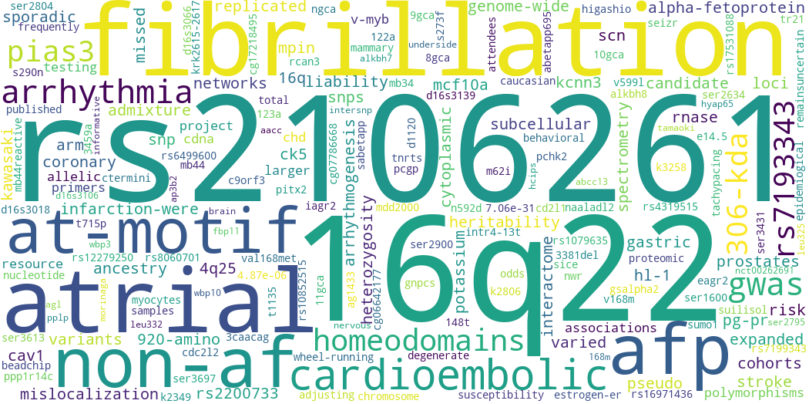 ser2804
sporadic
frequently
fibrillation
ngca
replicated
missed
krk2615-2617
d16s3066
cg17218495
v-myb
9gca
122a
8gca
s273f
genome-wide
higashio
underside
attendees
abetapp695
alpha-fetoprotein
seizr
tr21
rs17531088
10gca
pias3
s290n
testing
mpin
rcan3
mammary
alkbh7
scn
kcnn3
y599l
candidate
loci
arrhythmia
networks
16q
liability
mcf10a
mb34
caucasian
alkbh8
ser2634
remainsuncertain
published
admixture
total
123a
snps
d16s3139
rnase
hyap65
rs2106261
rs7193343
kawasaki
mb44reactive
3459a
informative
arm
project
snp
cdna
aacc
chd
intersnp
sabetapp
d1120
subcellular
behavioral
spectrometry
e14.5
tamaoki
coronary
rs6499600
ck5
tnrts
pchk2
allelic
mb44
larger
cg07786668
pcgp
m62i
k3258
306-kda
primers
ctermini
c9orf3
pitx2
arrhythmogenesis
cytoplasmic
hcips
abcc13
tachypacing
epidemiological
d16s3106
ap3b2
iagr2
mdd2000
n592d
7.06e-31
cd2l1
naaladl2
rs4319515
d16s3018
infarction-were
heterozygosity
heritability
ser3431
leu325
at-motif
t715p
brain
fbp11
16q22
intr4-13t
rs1079635
gastric
prostates
wbp3
ser2900
3381del
proteomic
nct00262691
resource
rs12279250
rs8060701
val168met
4q25
potassium
interactome
sice
hl-1
gwas
nucleotide
ancestry
4.87e-06
rs10852515
odds
nwr
eagr2
atrial
agl
morinaga
wbp10
t1135
11gca
ag1433
cg06642177
gnpcs
k2806
gsalpha2
v168m
ser1600
pplp
myocytes
samples
leu332
148t
sumo1
pg-pr
suilisol
risk
ser3613
variants
920-amino
3caacag
nervous
homeodomains
varied
associations
expanded
ser2795
cav1
cdc2l2
wheel-running
degenerate
168m
afp
rs7199343
beadchip
non-af
cardioembolic
pseudo
cohorts
ppp1r14c
ser3697
stroke
mislocalization
k2349
rs2200733
adjusting
chromosome
susceptibility
estrogen-er
rs16971436
polymorphisms